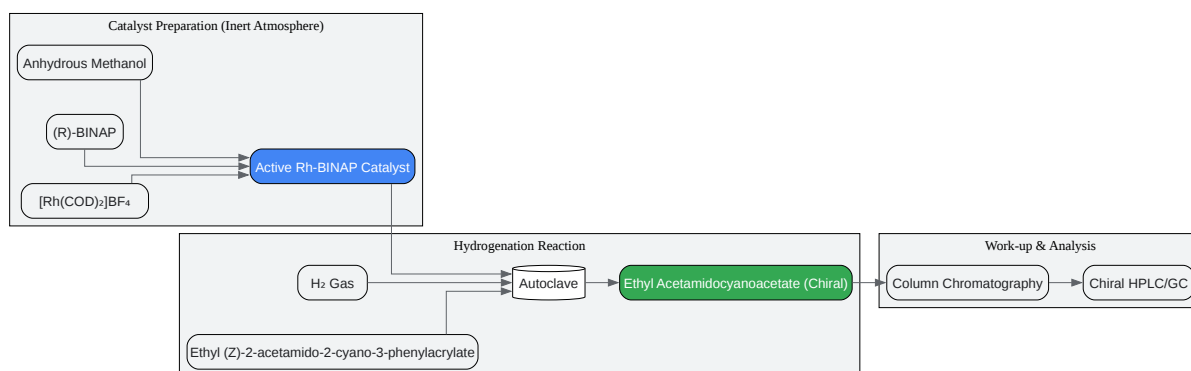 Catalyst Preparation (Inert Atmosphere)
Anhydrous Methanol
(R)-BINAP
[Rh(COD)₂]BF₄
Active Rh-BINAP Catalyst
Hydrogenation Reaction
H₂ Gas
Ethyl (Z)-2-acetamido-2-cyano-3-phenylacrylate
Autoclave
Ethyl Acetamidocyanoacetate (Chiral)
Work-up & Analysis
Column Chromatography
Chiral HPLC/GC